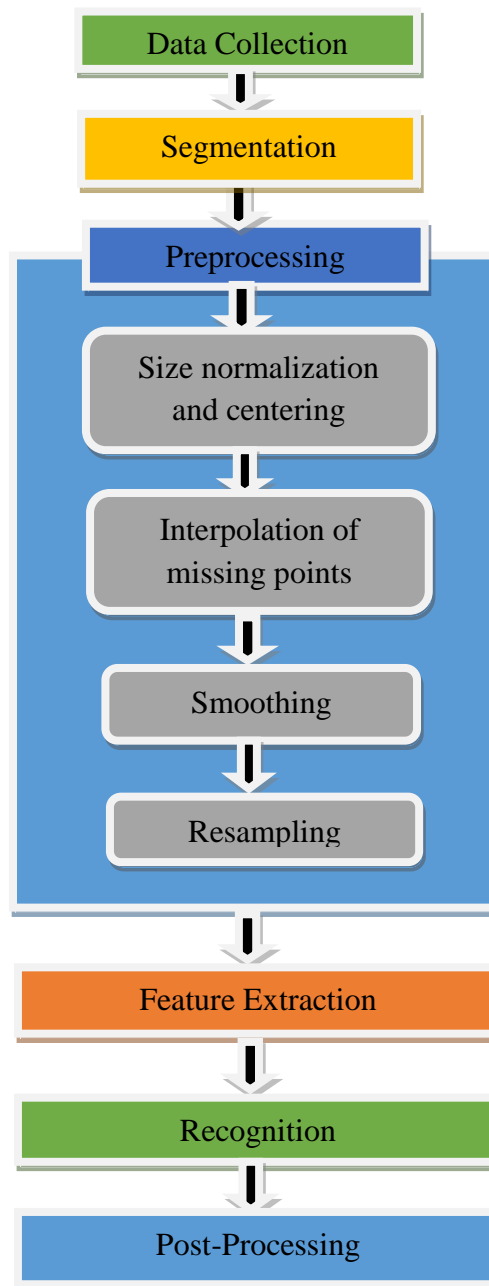 Data Collection
Segmentation
Preprocessing
Size normalization
and centering
Interpolation of
missing points
Smoothing
Resampling
Feature Extraction
Recognition
Post-Processing